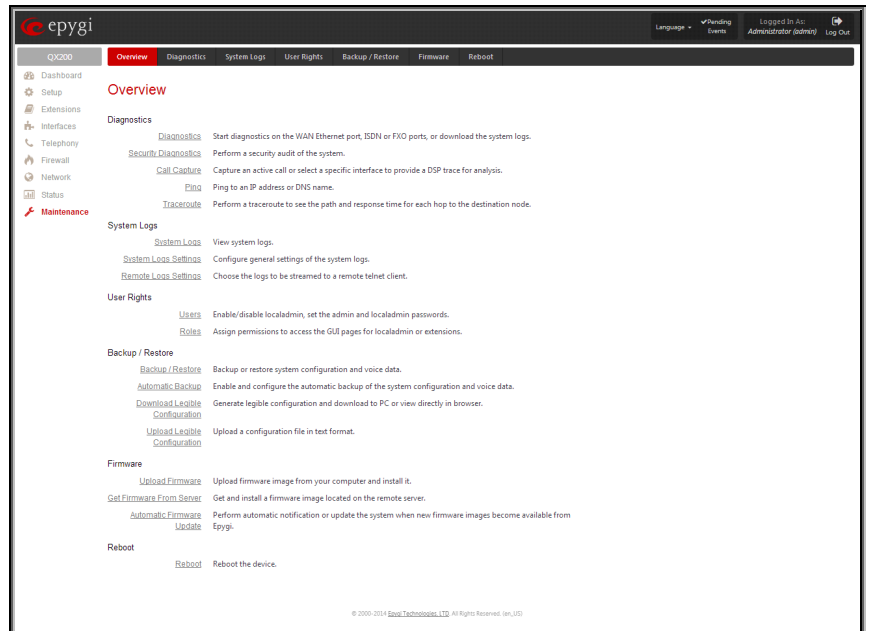 epygi
Language
✔Pending Events
Logged In As: Administrator (admin)
Log Out
QX200
Overview Diagnostics System Logs User Rights Backup / Restore Firmware Reboot
Dashboard
Setup
Extensions
Interfaces
Telephony
Firewall
Network
Status
Maintenance
Overview
Diagnostics
Diagnostics Start diagnostics on the WAN Ethernet port, ISDN or FXO ports, or download the system logs.
Security Diagnostics Perform a security audit of the system.
Call Capture Capture an active call or select a specific interface to provide a DSP trace for analysis.
Ping Ping to an IP address or DNS name.
Traceroute Perform a traceroute to see the path and response time for each hop to the destination node.
System Logs
System Logs View system logs.
System Logs Settings Configure general settings of the system logs.
Remote Logs Settings Choose the logs to be streamed to a remote telnet client.
User Rights
Users Enable/disable localadmin, set the admin and localadmin passwords.
Roles Assign permissions to access the GUI pages for localadmin or extensions.
Backup / Restore
Backup / Restore Backup or restore system configuration and voice data.
Automatic Backup Enable and configure the automatic backup of the system configuration and voice data.
Download Legible Generate legible configuration and download to PC or view directly in browser.
Configuration
Upload Legible Upload a configuration file in text format.
Configuration
Firmware
Upload Firmware Upload firmware image from your computer and install it.
Get Firmware From Server Get and install a firmware image located on the remote server.
Automatic Firmware Perform automatic notification or update the system when new firmware images become available from
Update Epygi.
Reboot
Reboot Reboot the device.
© 2000-2014 Epygi Technologies, LTD. All Rights Reserved. (en_US)